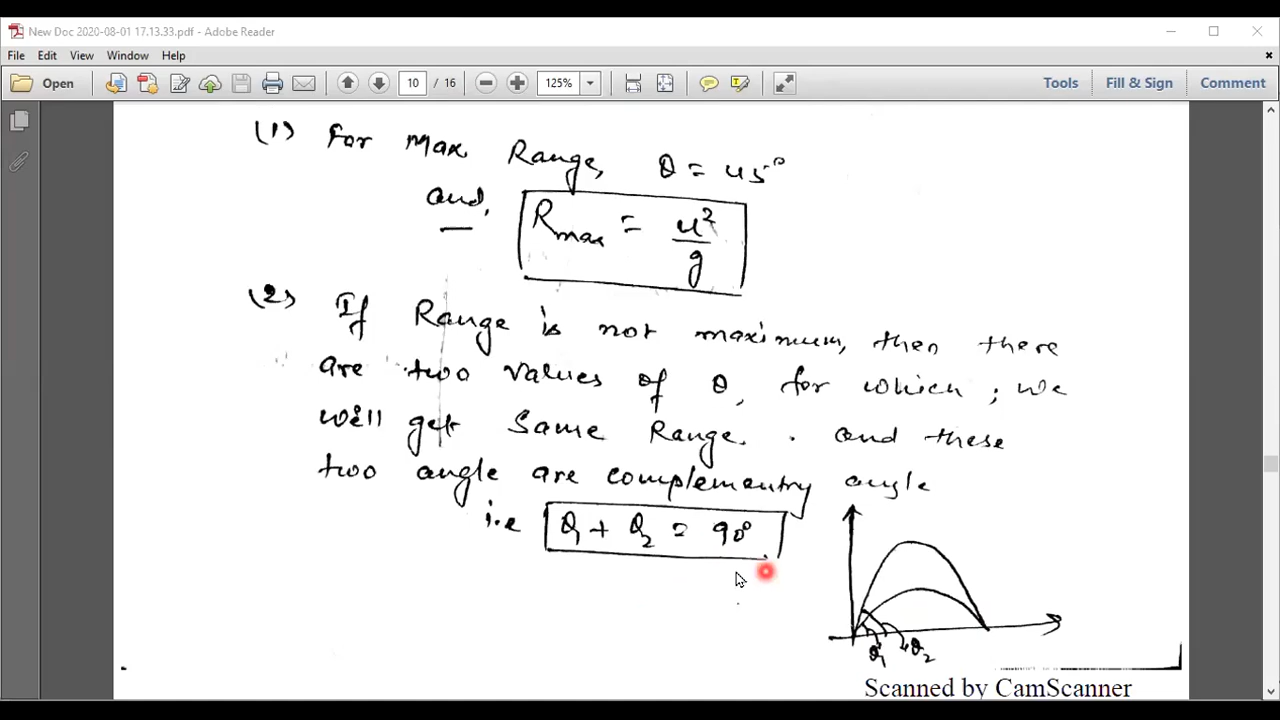 New Doc 2020-08-01 17.13.33.pdf - Adobe Reader
File Edit View Window Help
Open 10 / 16 125% Tools Fill & Sign Comment
(1) For Max Range, θ = 45°
and,
Rmax = u²/g
(2) If Range is not maximum, then there
are two values of θ, for which ; we
will get Same Range. and these
two angle are complementry angle
i.e θ₁ + θ₂ = 90°
θ₁ θ₂
Scanned by CamScanner